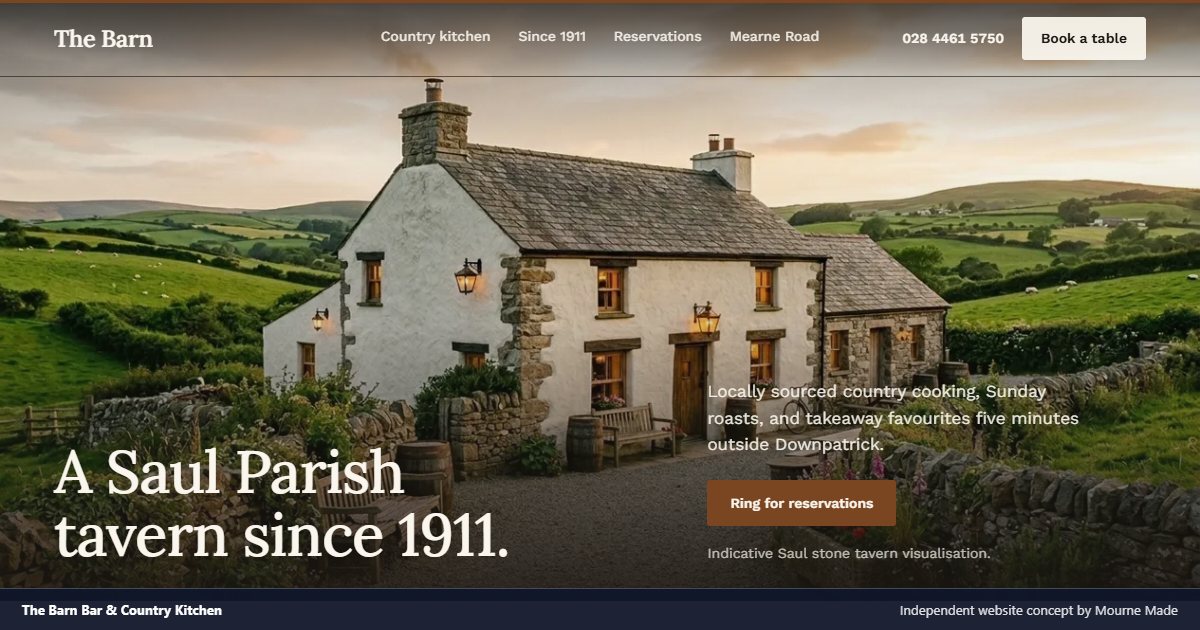 The Barn
Country kitchen
Since 1911
Reservations
Mearne Road
028 4461 5750
Book a table
Locally sourced country cooking, Sunday
roasts, and takeaway favourites five minutes
outside Downpatrick.
A Saul Parish
tavern since 1911.
Ring for reservations
Indicative Saul stone tavern visualisation.
The Barn Bar & Country Kitchen
Independent website concept by Mourne Made